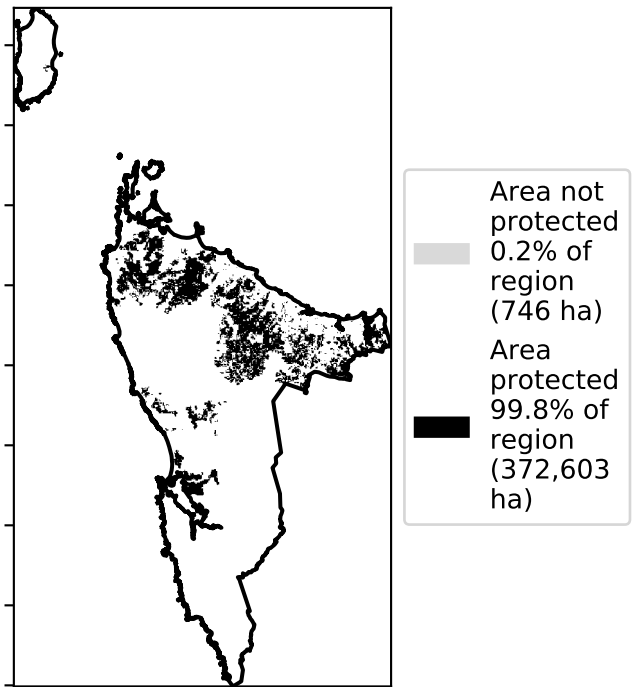 Area not
protected
0.2% of
region
(746 ha)
Area
protected
99.8% of
region
(372,603
ha)